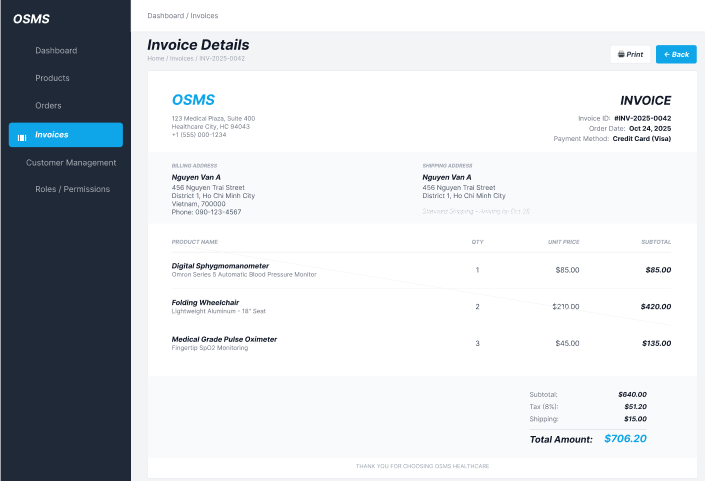 OSMS
Dashboard
Products
Orders
Invoices
Customer Management
Roles / Permissions
Dashboard / Invoices
Invoice Details
Home / Invoices / INV-2025-0042
Print
← Back
OSMS
123 Medical Plaza, Suite 400
Healthcare City, HC 94043
+1 (555) 000-1234
INVOICE
Invoice ID: #INV-2025-0042
Order Date: Oct 24, 2025
Payment Method: Credit Card (Visa)
BILLING ADDRESS
Nguyen Van A
456 Nguyen Trai Street
District 1, Ho Chi Minh City
Vietnam, 700000
Phone: 090-123-4567
SHIPPING ADDRESS
Nguyen Van A
456 Nguyen Trai Street
District 1, Ho Chi Minh City
Standard Shipping - Arriving by Oct
PRODUCT NAME QTY UNIT PRICE SUBTOTAL
Digital Sphygmomanometer 1 $85.00 $85.00
Omron Series 5 Automatic Blood Pressure Monitor
Folding Wheelchair 2 $210.00 $420.00
Lightweight Aluminum - 18" Seat
Medical Grade Pulse Oximeter 3 $45.00 $135.00
Fingertip SpO2 Monitoring
Subtotal: $640.00
Tax (8%): $51.20
Shipping: $15.00
Total Amount: $706.20
THANK YOU FOR CHOOSING OSMS HEALTHCARE